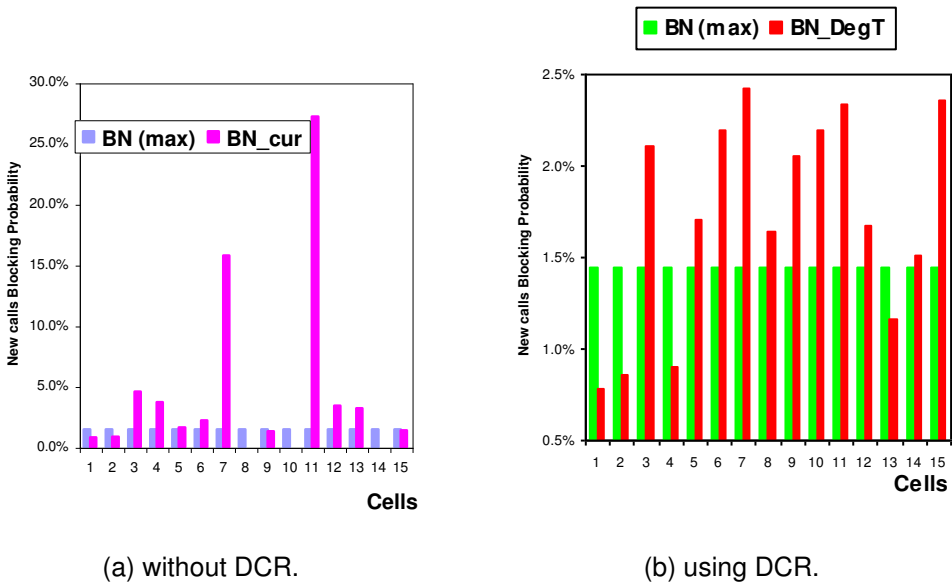 BN (max) BN_cur
New calls Blocking Probability
30.0%
25.0%
20.0%
15.0%
10.0%
5.0%
0.0%
1 2 3 4 5 6 7 8 9 10 11 12 13 14 15
Cells
(a) without DCR.
BN (max) BN_DegT
New calls Blocking Probability
2.5%
2.0%
1.5%
1.0%
0.5%
1 2 3 4 5 6 7 8 9 10 11 12 13 14 15
Cells
(b) using DCR.